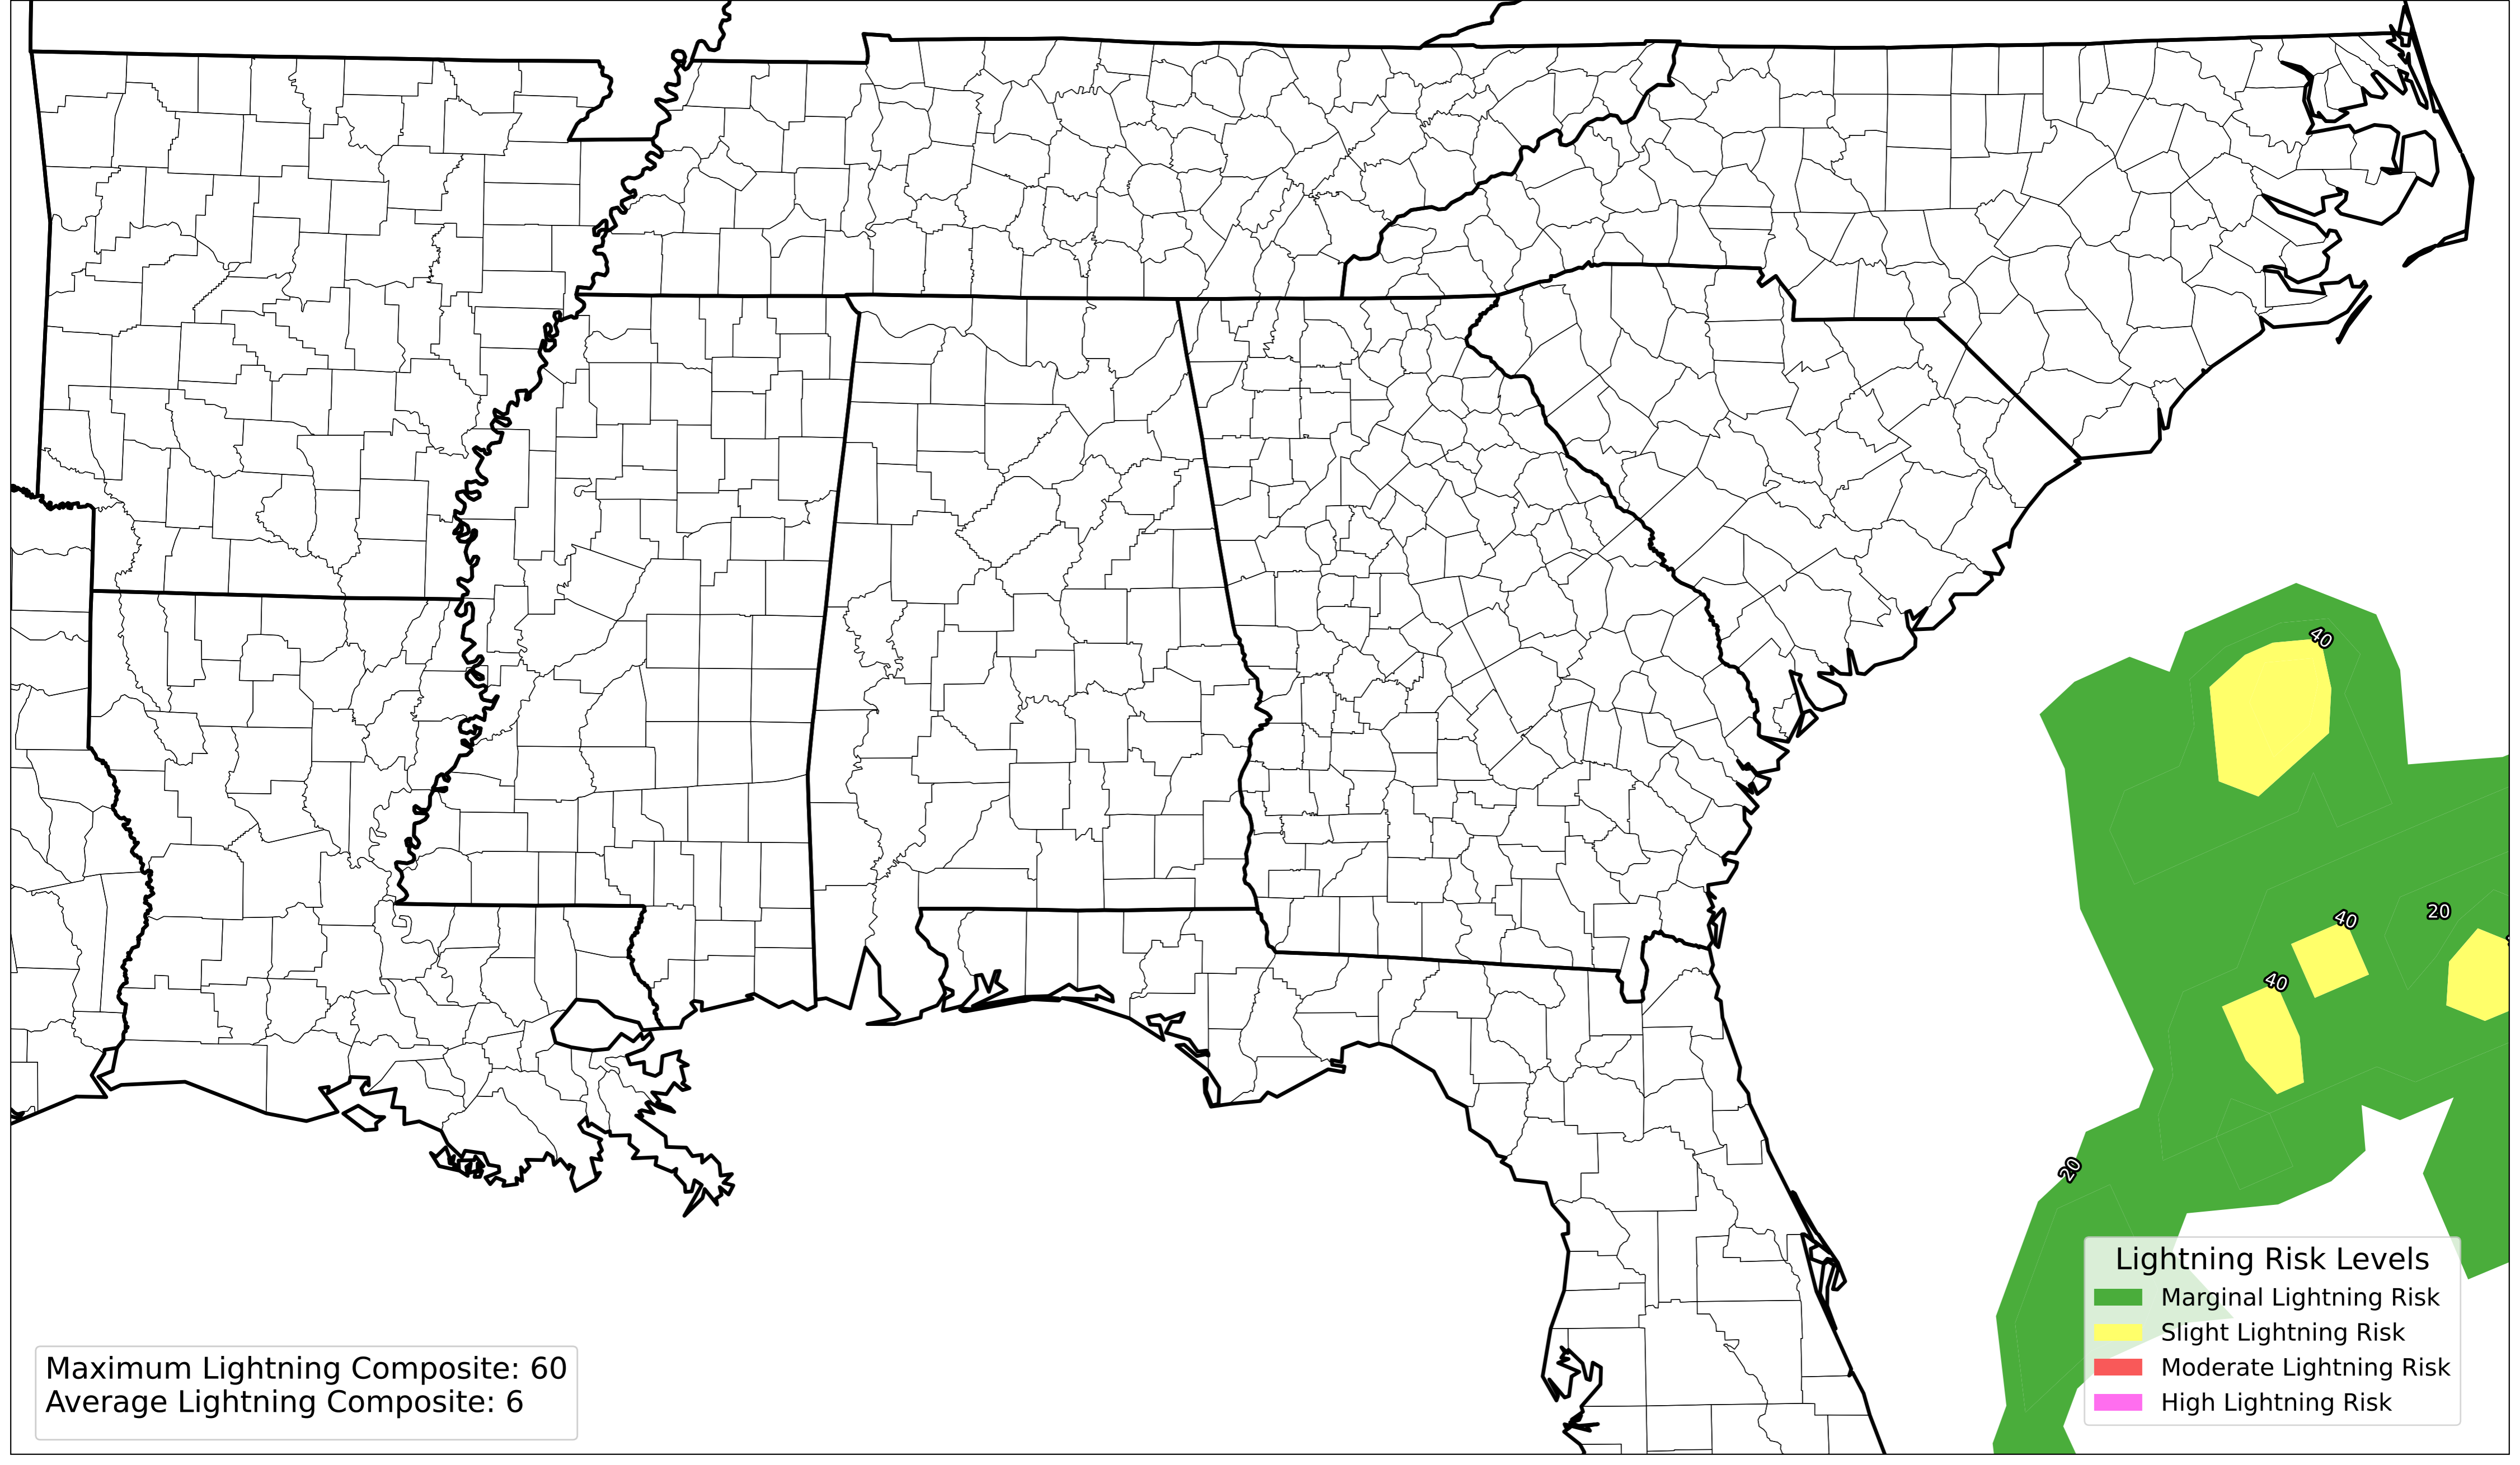 40
20
40
40
20
Lightning Risk Levels
Marginal Lightning Risk
Slight Lightning Risk
Moderate Lightning Risk
High Lightning Risk
Maximum Lightning Composite: 60
Average Lightning Composite: 6